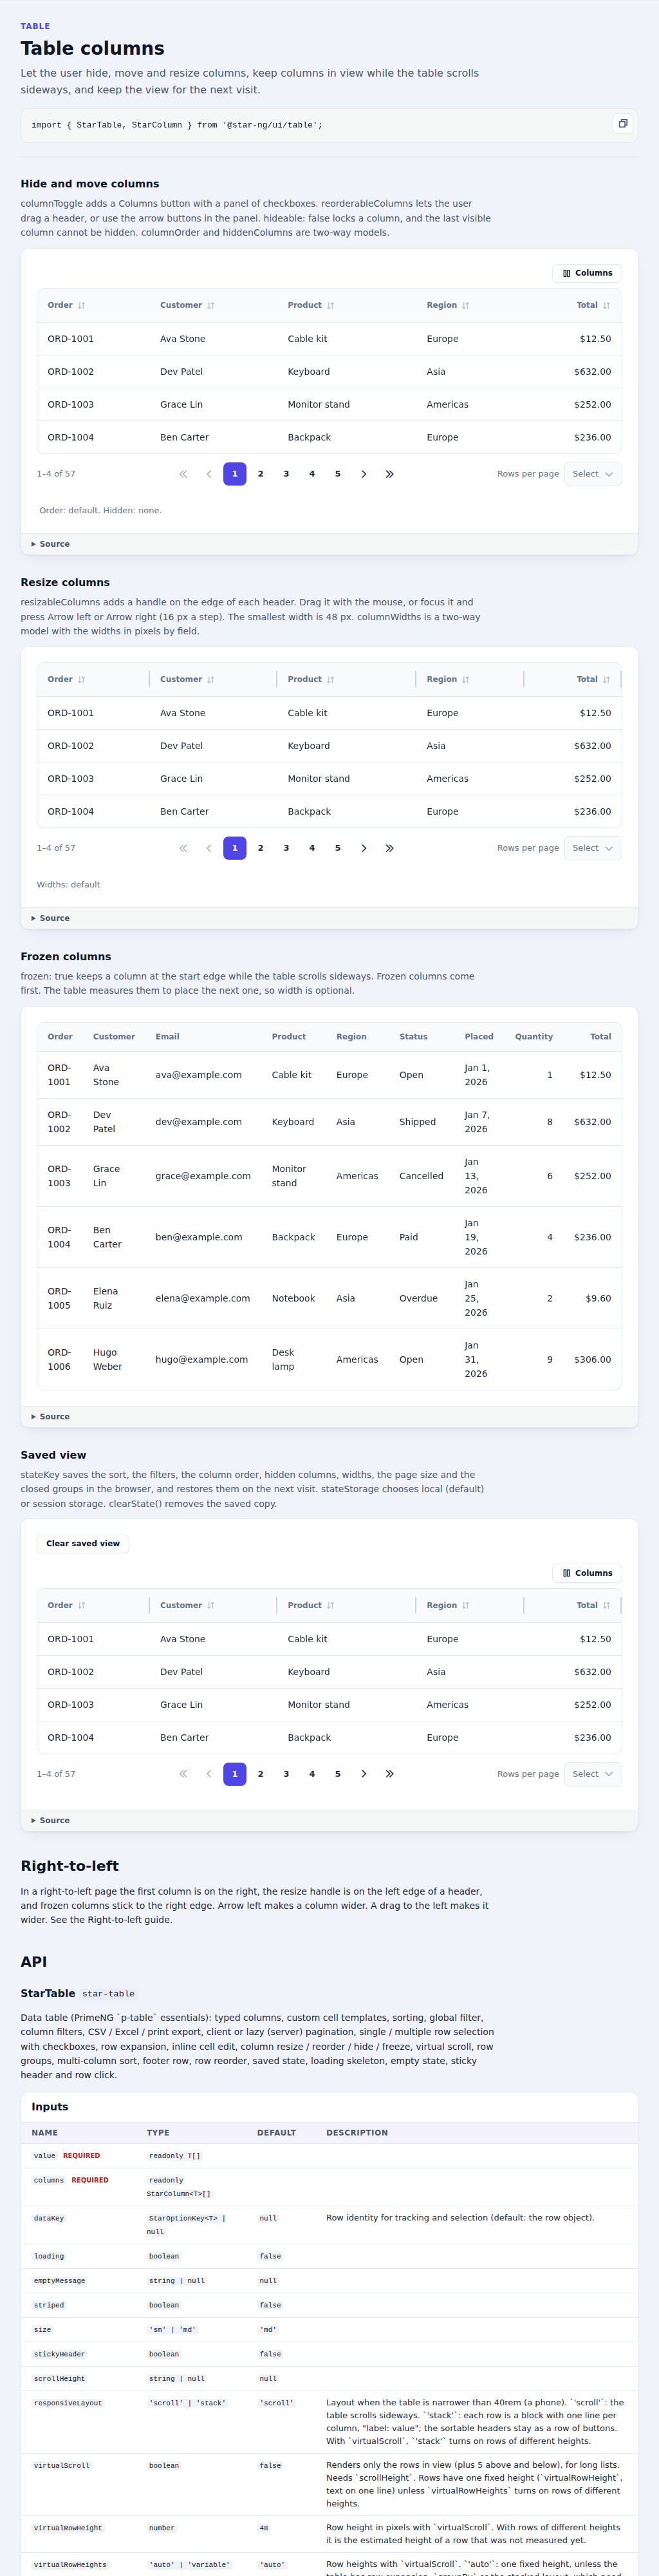 TABLE
Table columns
Let the user hide, move and resize columns, keep columns in view while the table scrolls
sideways, and keep the view for the next visit.
import { StarTable, StarColumn } from '@star-ng/ui/table';
Hide and move columns
columnToggle adds a Columns button with a panel of checkboxes. reorderableColumns lets the user
drag a header, or use the arrow buttons in the panel. hideable: false locks a column, and the last visible
column cannot be hidden. columnOrder and hiddenColumns are two-way models.
Columns
Order Customer Product Region Total
ORD-1001 Ava Stone Cable kit Europe $12.50
ORD-1002 Dev Patel Keyboard Asia $632.00
ORD-1003 Grace Lin Monitor stand Americas $252.00
ORD-1004 Ben Carter Backpack Europe $236.00
1–4 of 57 1 2 3 4 5 Rows per page Select
Order: default. Hidden: none.
Source
Resize columns
resizableColumns adds a handle on the edge of each header. Drag it with the mouse, or focus it and
press Arrow left or Arrow right (16 px a step). The smallest width is 48 px. columnWidths is a two-way
model with the widths in pixels by field.
Order Customer Product Region Total
ORD-1001 Ava Stone Cable kit Europe $12.50
ORD-1002 Dev Patel Keyboard Asia $632.00
ORD-1003 Grace Lin Monitor stand Americas $252.00
ORD-1004 Ben Carter Backpack Europe $236.00
1–4 of 57 1 2 3 4 5 Rows per page Select
Widths: default
Source
Frozen columns
frozen: true keeps a column at the start edge while the table scrolls sideways. Frozen columns come
first. The table measures them to place the next one, so width is optional.
Order Customer Email Product Region Status Placed Quantity Total
ORD-
1001 Ava
Stone ava@example.com Cable kit Europe Open Jan 1,
2026 1 $12.50
ORD-
1002 Dev
Patel dev@example.com Keyboard Asia Shipped Jan 7,
2026 8 $632.00
ORD-
1003 Grace
Lin grace@example.com Monitor
stand Americas Cancelled Jan
13,
2026 6 $252.00
ORD-
1004 Ben
Carter ben@example.com Backpack Europe Paid Jan
19,
2026 4 $236.00
ORD-
1005 Elena
Ruiz elena@example.com Notebook Asia Overdue Jan
25,
2026 2 $9.60
ORD-
1006 Hugo
Weber hugo@example.com Desk
lamp Americas Open Jan
31,
2026 9 $306.00
Source
Saved view
stateKey saves the sort, the filters, the column order, hidden columns, widths, the page size and the
closed groups in the browser, and restores them on the next visit. stateStorage chooses local (default)
or session storage. clearState() removes the saved copy.
Clear saved view
Columns
Order Customer Product Region Total
ORD-1001 Ava Stone Cable kit Europe $12.50
ORD-1002 Dev Patel Keyboard Asia $632.00
ORD-1003 Grace Lin Monitor stand Americas $252.00
ORD-1004 Ben Carter Backpack Europe $236.00
1–4 of 57 1 2 3 4 5 Rows per page Select
Source
Right-to-left
In a right-to-left page the first column is on the right, the resize handle is on the left edge of a header,
and frozen columns stick to the right edge. Arrow left makes a column wider. A drag to the left makes it
wider. See the Right-to-left guide.
API
StarTable star-table
Data table (PrimeNG `p-table` essentials): typed columns, custom cell templates, sorting, global filter,
column filters, CSV / Excel / print export, client or lazy (server) pagination, single / multiple row selection
with checkboxes, row expansion, inline cell edit, column resize / reorder / hide / freeze, virtual scroll, row
groups, multi-column sort, footer row, row reorder, saved state, loading skeleton, empty state, sticky
header and row click.
Inputs
NAME TYPE DEFAULT DESCRIPTION
value REQUIRED readonly T[]
columns REQUIRED readonly
StarColumn<T>[]
dataKey StarOptionKey<T> |
null null Row identity for tracking and selection (default: the row object).
loading boolean false
emptyMessage string | null null
striped boolean false
size 'sm' | 'md' 'md'
stickyHeader boolean false
scrollHeight string | null null
responsiveLayout 'scroll' | 'stack' 'scroll' Layout when the table is narrower than 40rem (a phone). `'scroll'`: the
table scrolls sideways. `'stack'`: each row is a block with one line per
column, "label: value"; the sortable headers stay as a row of buttons.
With `virtualScroll`, `'stack'` turns on rows of different heights.
virtualScroll boolean false Renders only the rows in view (plus 5 above and below), for long lists.
Needs `scrollHeight`. Rows have one fixed height (`virtualRowHeight`,
text on one line) unless `virtualRowHeights` turns on rows of different
heights.
virtualRowHeight number 48 Row height in pixels with `virtualScroll`. With rows of different heights
it is the estimated height of a row that was not measured yet.
virtualRowHeights 'auto' | 'variable' 'auto' Row heights with `virtualScroll`. `'auto'`: one fixed height, unless the